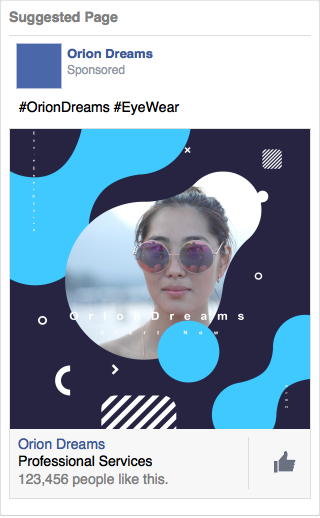 Suggested Page
Orion Dreams
Sponsored
#OrionDreams #EyeWear
Orion Dreams
Orion Dreams
Professional Services
123,456 people like this.